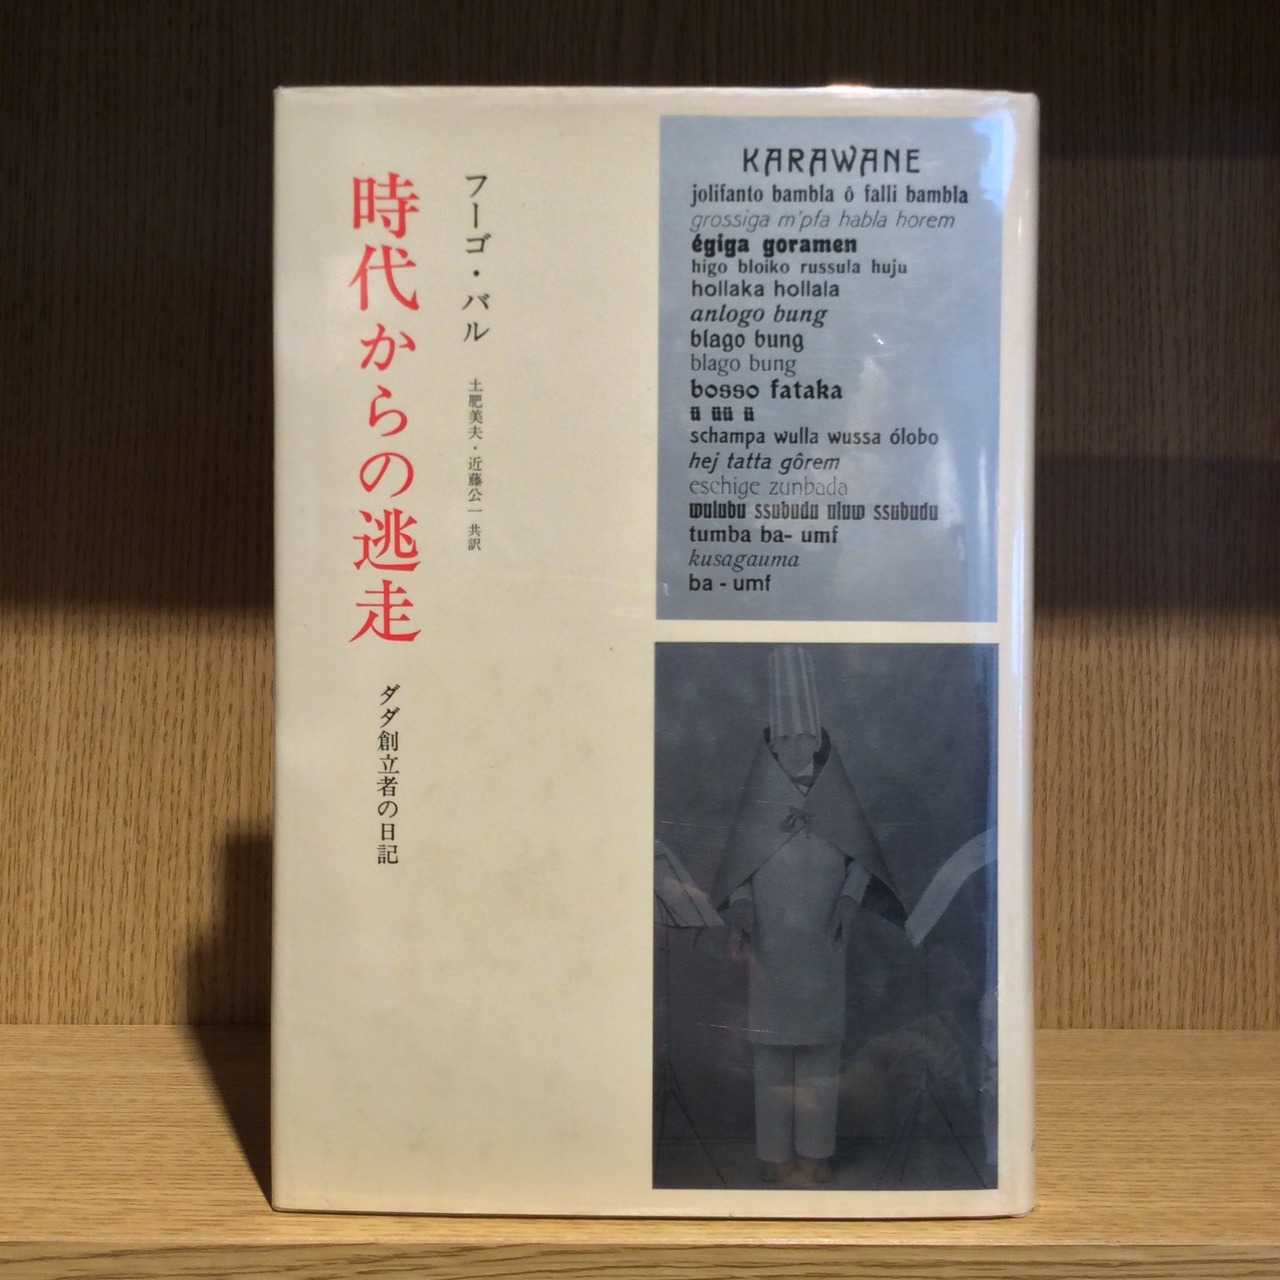 フーゴ・バル
土肥美夫・近藤公一 共訳
時代からの逃走
ダダ創立者の日記
KARAWANE
jolifanto bambla ô falli bambla
grossiga m'pfa habla horem
égiga goramen
higo bloiko russula huju
hollaka hollala
anlogo bung
blago bung
blago bung
bosso fataka
ü üü ü
schampa wulla wussa ólobo
hej tatta gôrem
eschige zunbada
wulubu ssubudu uluw ssubudu
tumba ba- umf
kusagauma
ba - umf